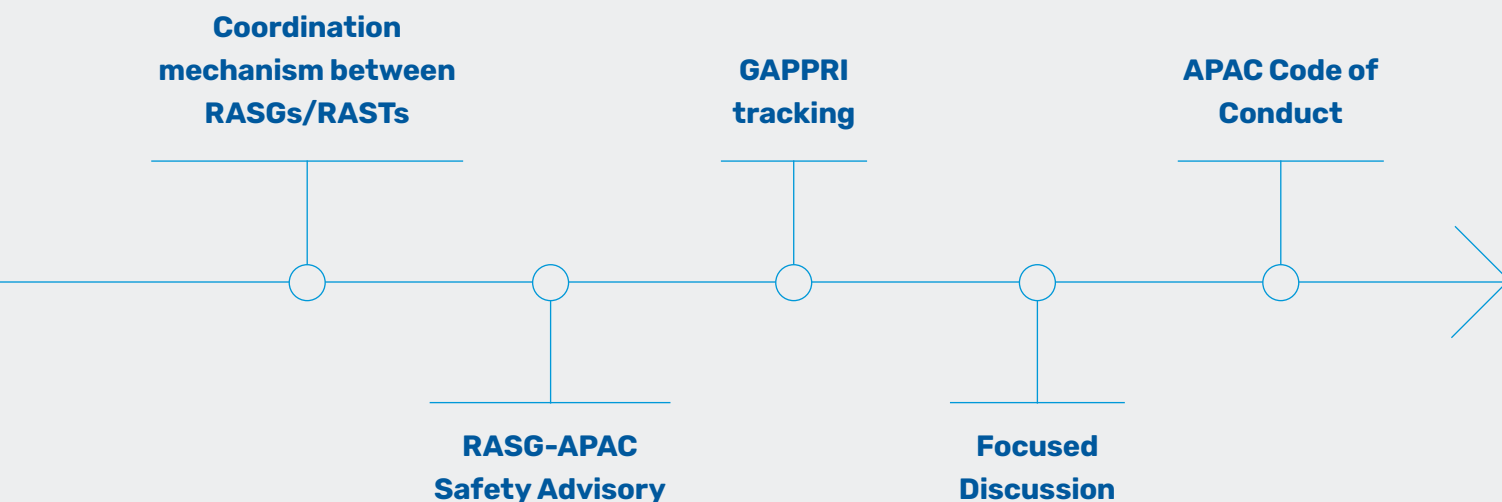 Coordination
mechanism between
RASGs/RASTs
RASG-APAC
Safety Advisory
GAPPRI
tracking
Focused
Discussion
APAC Code of
Conduct